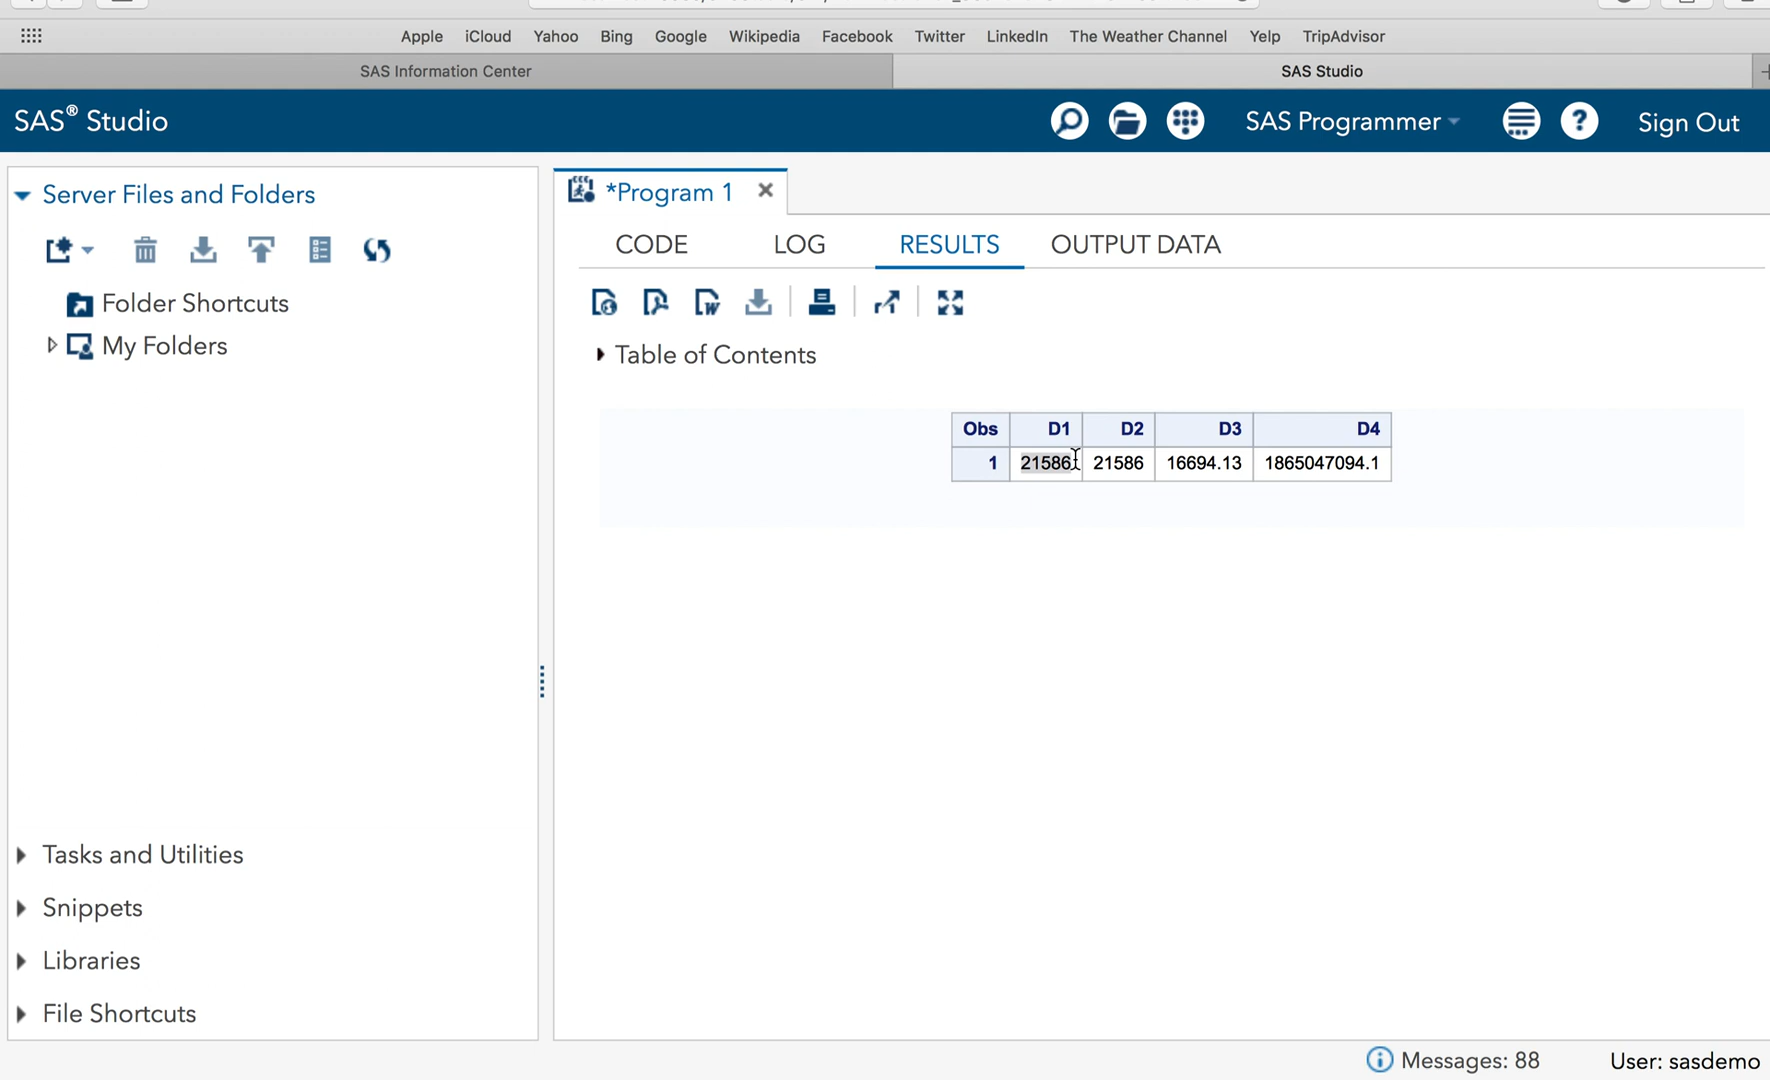 Apple iCloud Yahoo Bing Google Wikipedia Facebook Twitter LinkedIn The Weather Channel Yelp TripAdvisor
SAS Information Center
SAS Studio
SAS® Studio
SAS Programmer
?
Sign Out
Server Files and Folders
Folder Shortcuts
My Folders
Tasks and Utilities
Snippets
Libraries
File Shortcuts
*Program 1
CODE LOG RESULTS OUTPUT DATA
Table of Contents
Obs D1 D2 D3 D4
1 21586 21586 16694.13 1865047094.1
Messages: 88
User: sasdemo